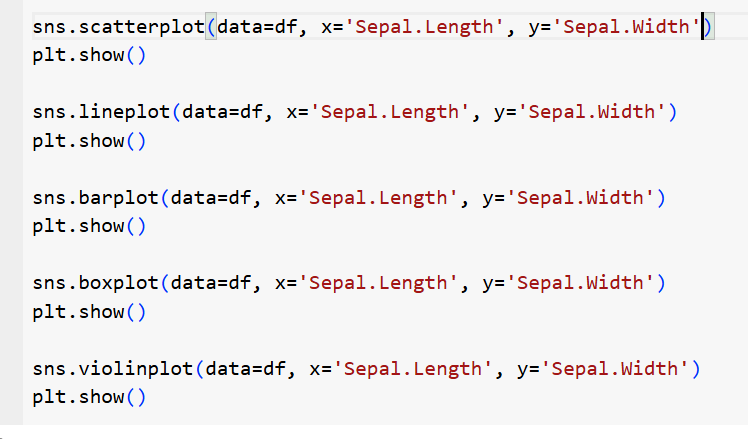 sns.scatterplot(data=df, x='Sepal.Length', y='Sepal.Width')
plt.show()
sns.lineplot(data=df, x='Sepal.Length', y='Sepal.Width')
plt.show()
sns.barplot(data=df, x='Sepal.Length', y='Sepal.Width')
plt.show()
sns.boxplot(data=df, x='Sepal.Length', y='Sepal.Width')
plt.show()
sns.violinplot(data=df, x='Sepal.Length', y='Sepal.Width')
plt.show()